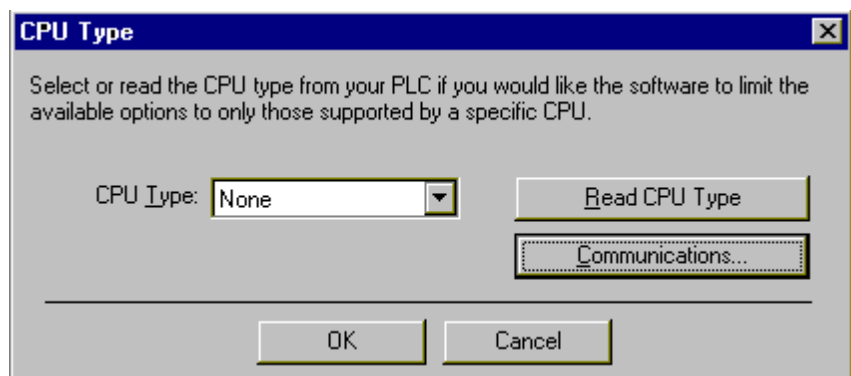 CPU Type
Select or read the CPU type from your PLC if you would like the software to limit the
available options to only those supported by a specific CPU.
CPU Type: None Read CPU Type
Communications...
OK Cancel